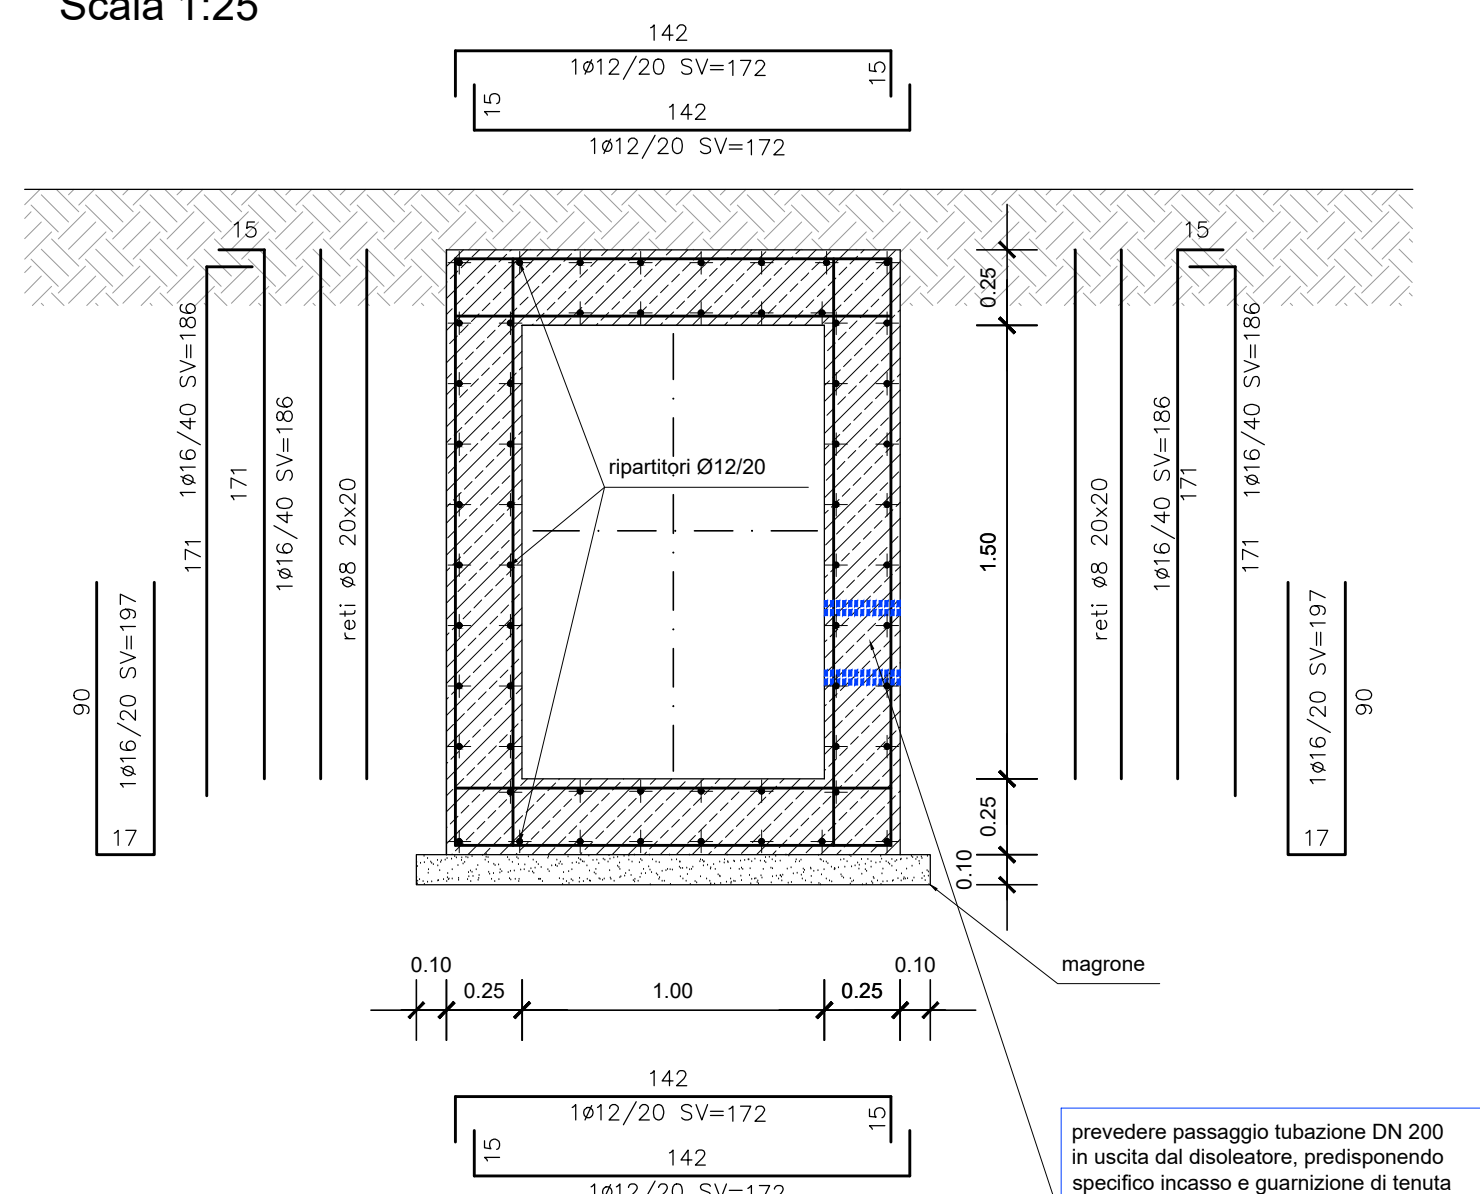 Scala 1:25
142
1ø12/20 SV=172
15
15
142
1ø12/20 SV=172
15
1ø16/40 SV=186
171
171
1ø16/40 SV=186
reti ø8 20x20
90
1ø16/20 SV=197
17
ripartitori Ø12/20
0.25
1.50
0.25
0.10
15
reti ø8 20x20
1ø16/40 SV=186
171
1ø16/40 SV=186
171
1ø16/20 SV=197
90
17
magrone
0.10
0.25
1.00
0.25
0.10
142
1ø12/20 SV=172
15
15
142
1ø12/20 SV=172
prevedere passaggio tubazione DN 200
in uscita dal disoleatore, predisponendo
specifico incasso e guarnizione di tenuta